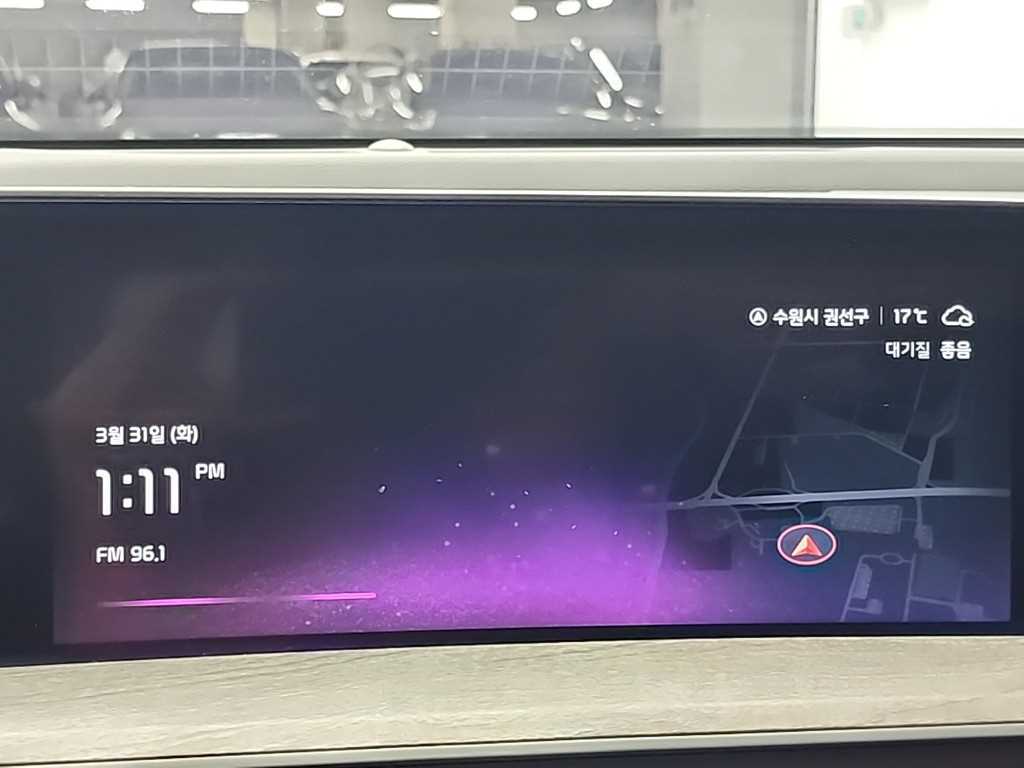 수원시 권선구 | 17℃
대기질 좋음
3월 31일 (화)
1:11 PM
FM 96.1